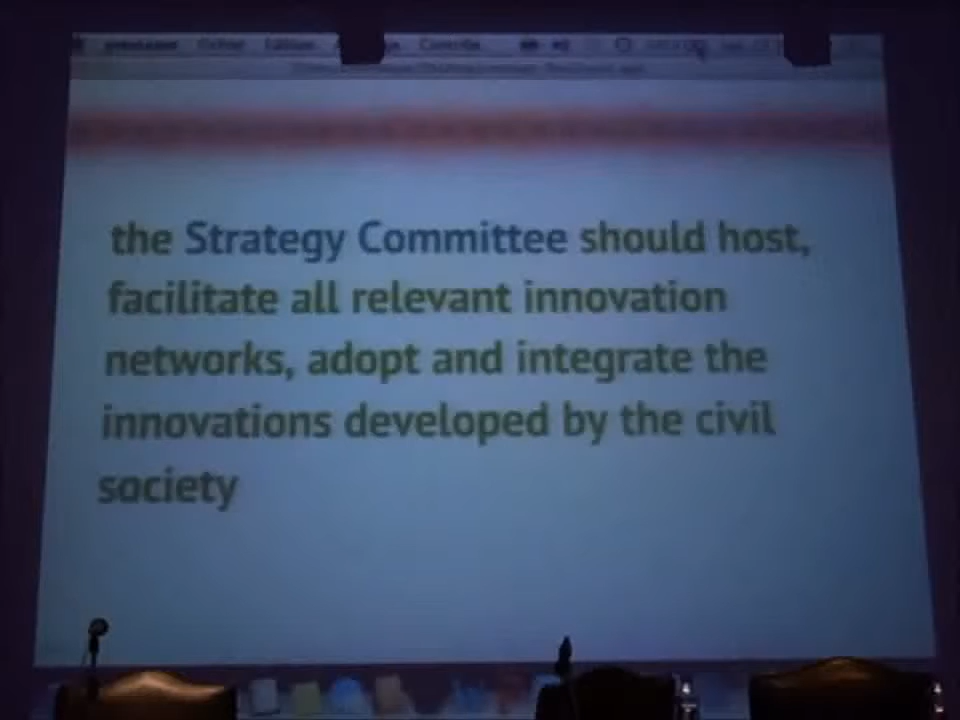 the Strategy Committee should host,
facilitate all relevant innovation
networks, adopt and integrate the
innovations developed by the civil
society